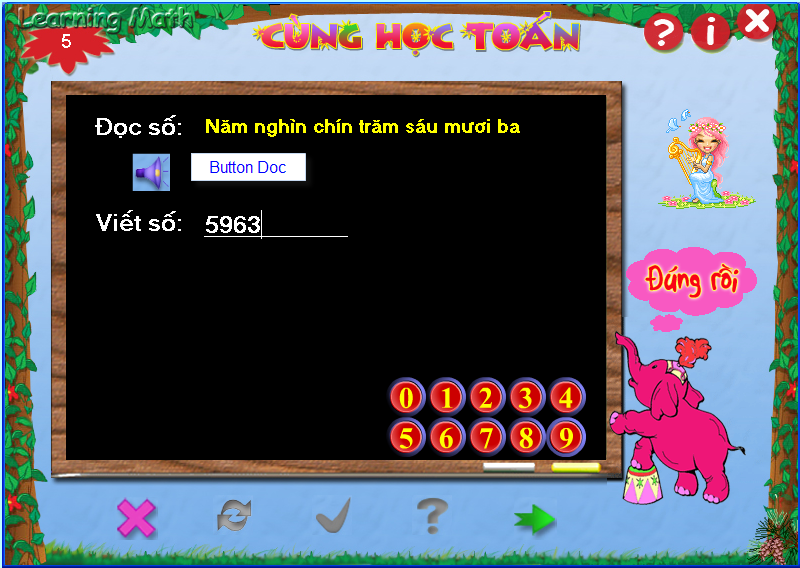 Learning Math
5
CÙNG HỌC TOÁN
? i X
Đọc số: Năm nghìn chín trăm sáu mươi ba
Button Doc
Viết số: 5963
Đúng rồi
0 1 2 3 4
5 6 7 8 9
?